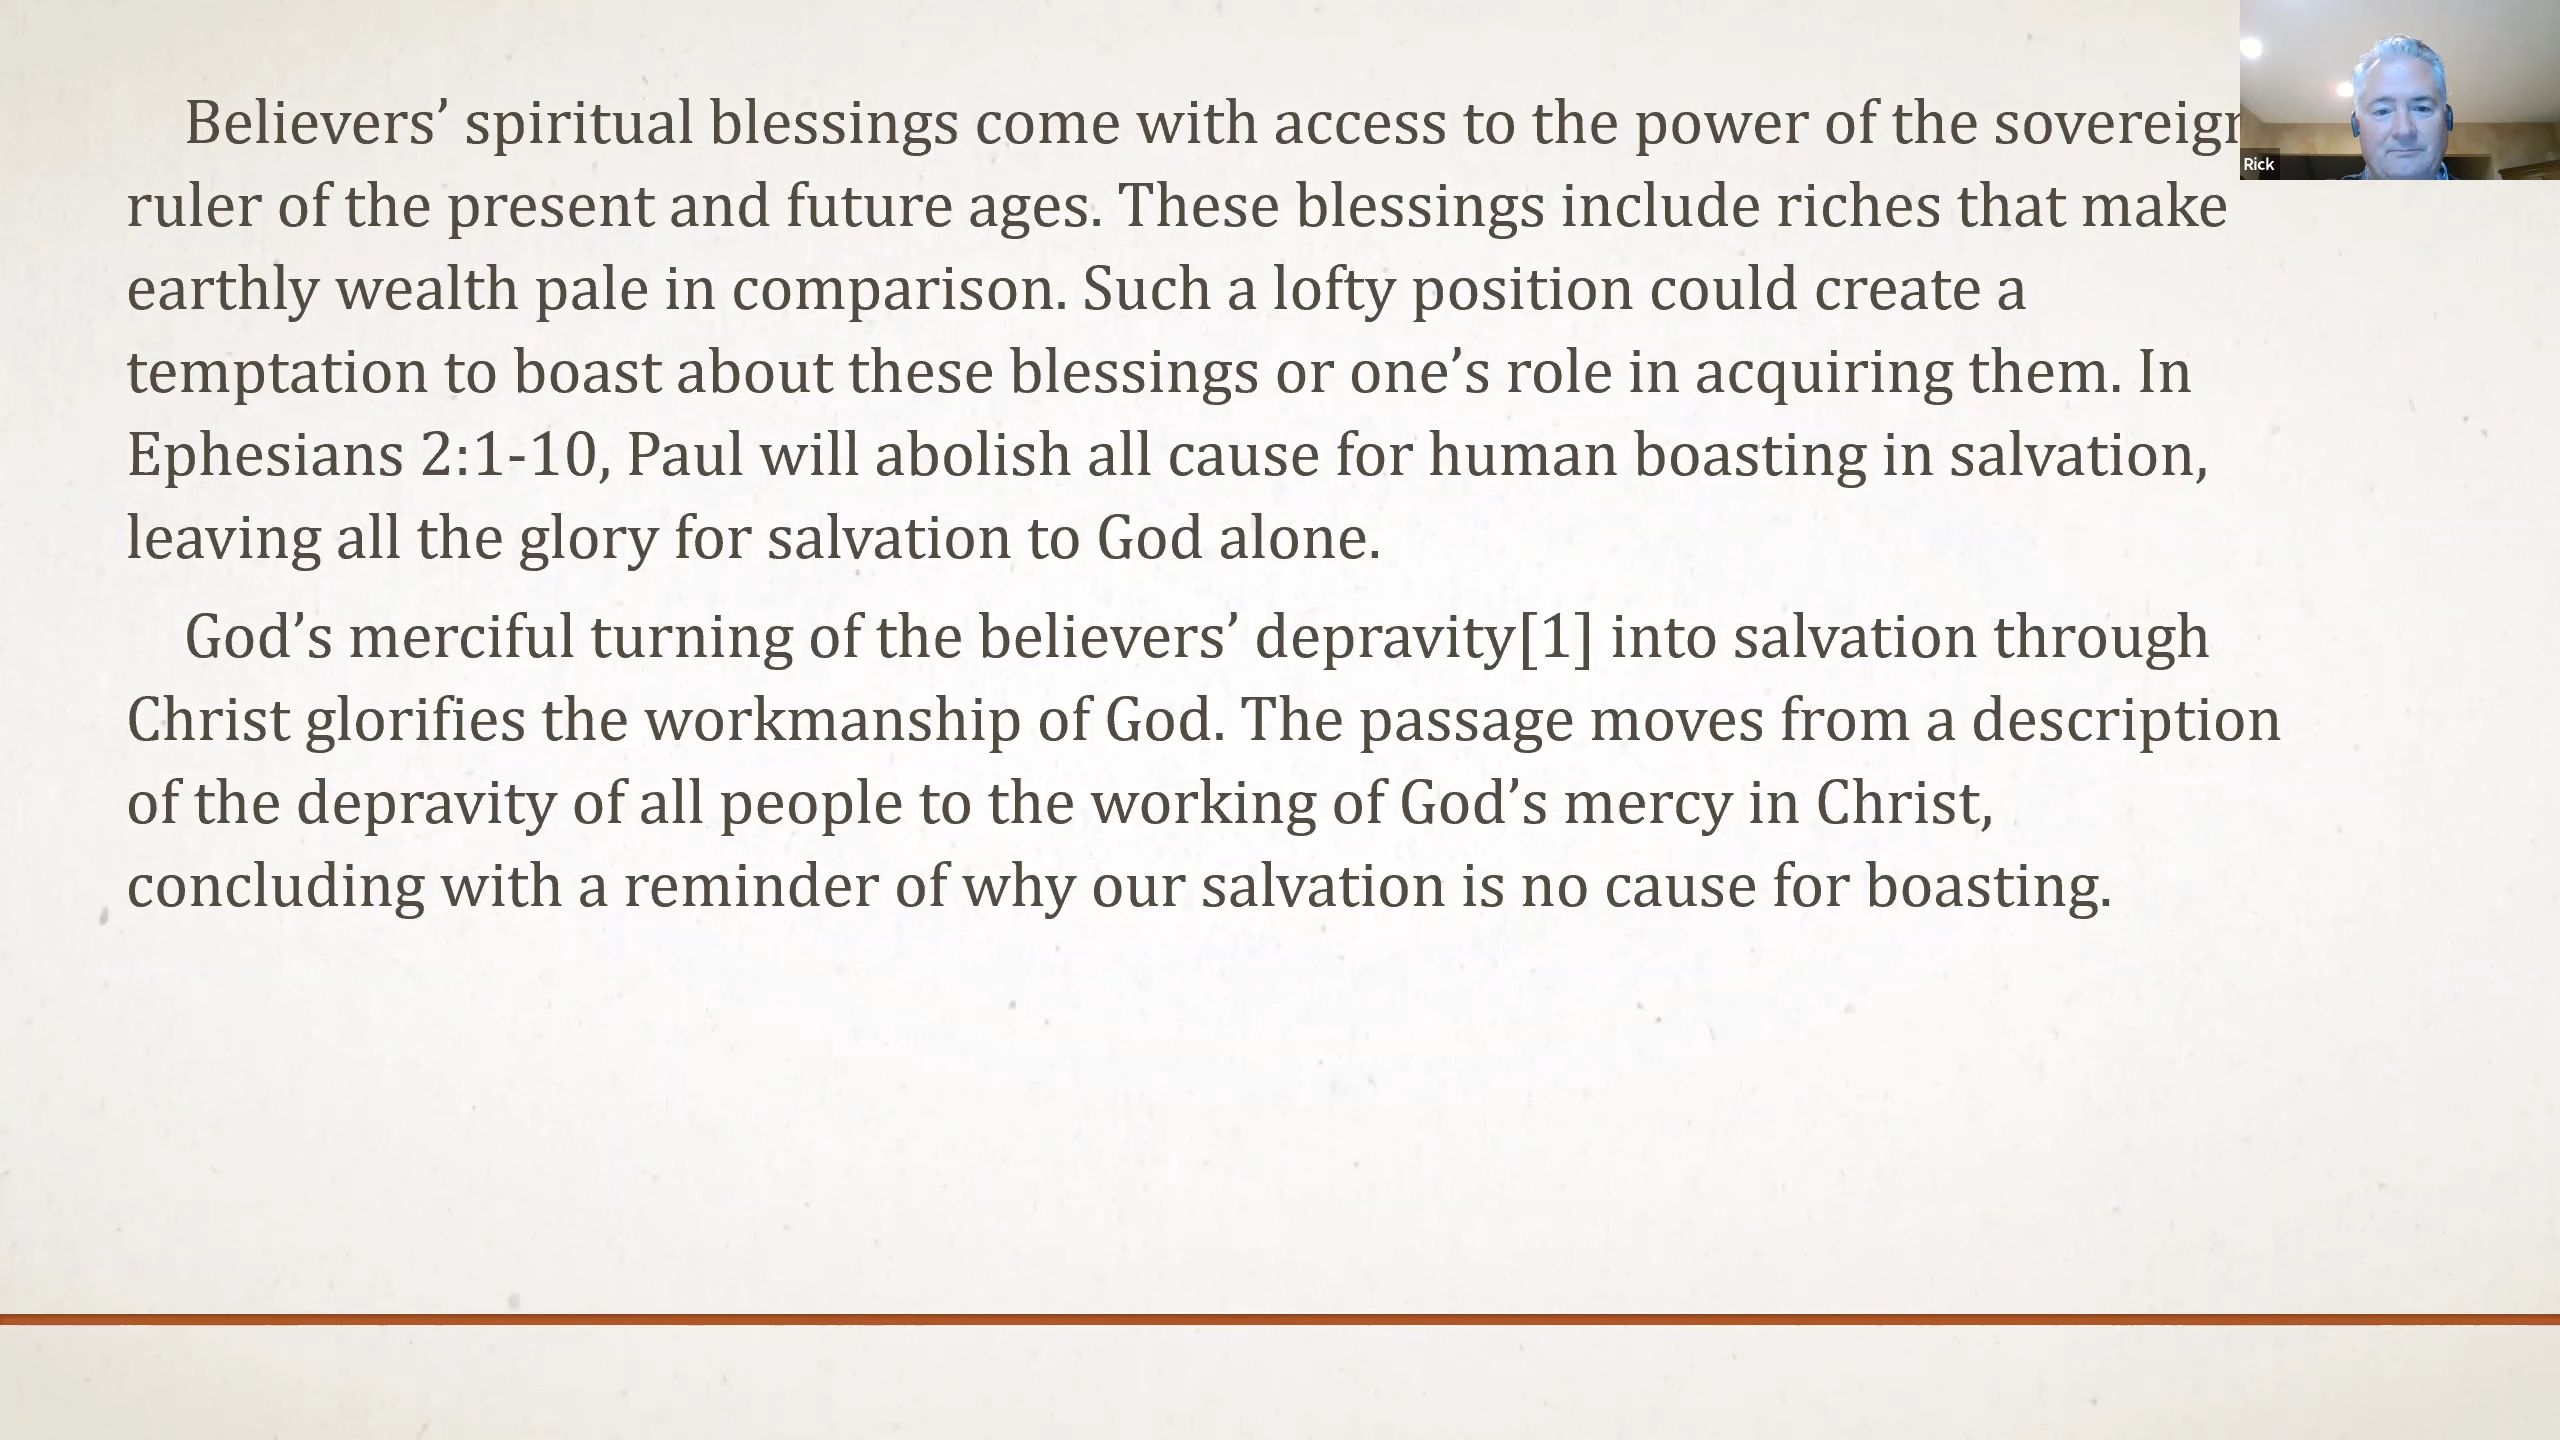 Believers’ spiritual blessings come with access to the power of the sovereign
ruler of the present and future ages. These blessings include riches that make
earthly wealth pale in comparison. Such a lofty position could create a
temptation to boast about these blessings or one’s role in acquiring them. In
Ephesians 2:1-10, Paul will abolish all cause for human boasting in salvation,
leaving all the glory for salvation to God alone.
God’s merciful turning of the believers’ depravity[1] into salvation through
Christ glorifies the workmanship of God. The passage moves from a description
of the depravity of all people to the working of God’s mercy in Christ,
concluding with a reminder of why our salvation is no cause for boasting.
Rick